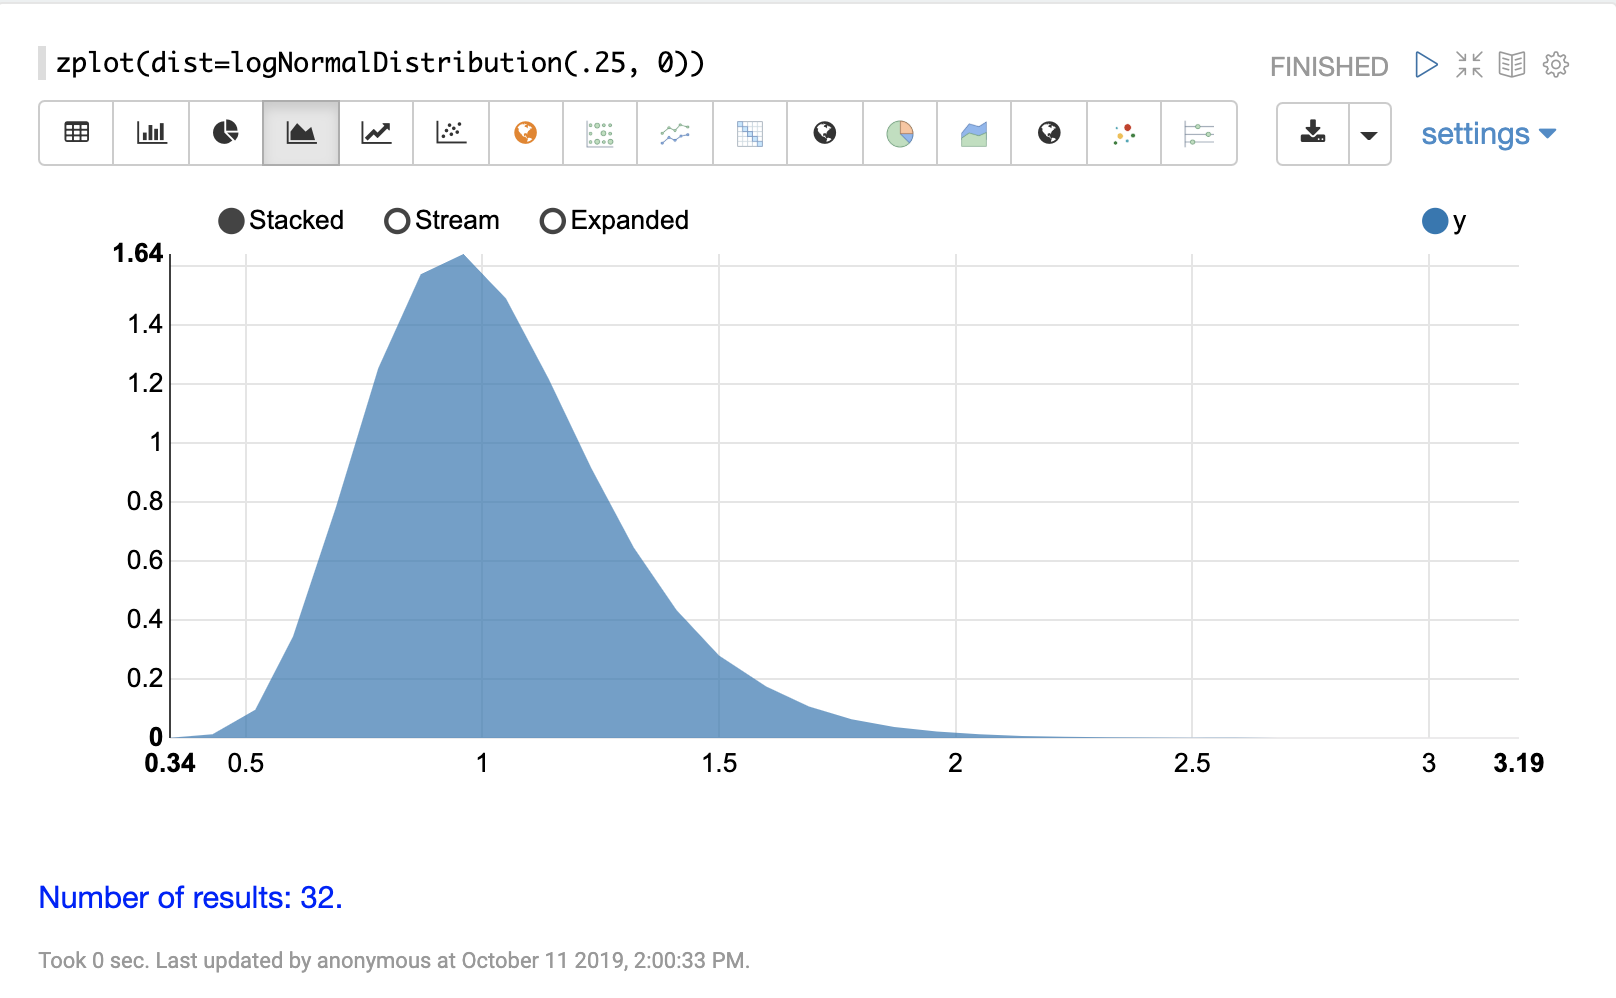 zplot(dist=logNormalDistribution(.25, 0))
FINISHED
settings
Stacked Stream Expanded
y
1.64
1.4
1.2
1
0.8
0.6
0.4
0.2
0
0.34 0.5 1 1.5 2 2.5 3 3.19
Number of results: 32.
Took 0 sec. Last updated by anonymous at October 11 2019, 2:00:33 PM.